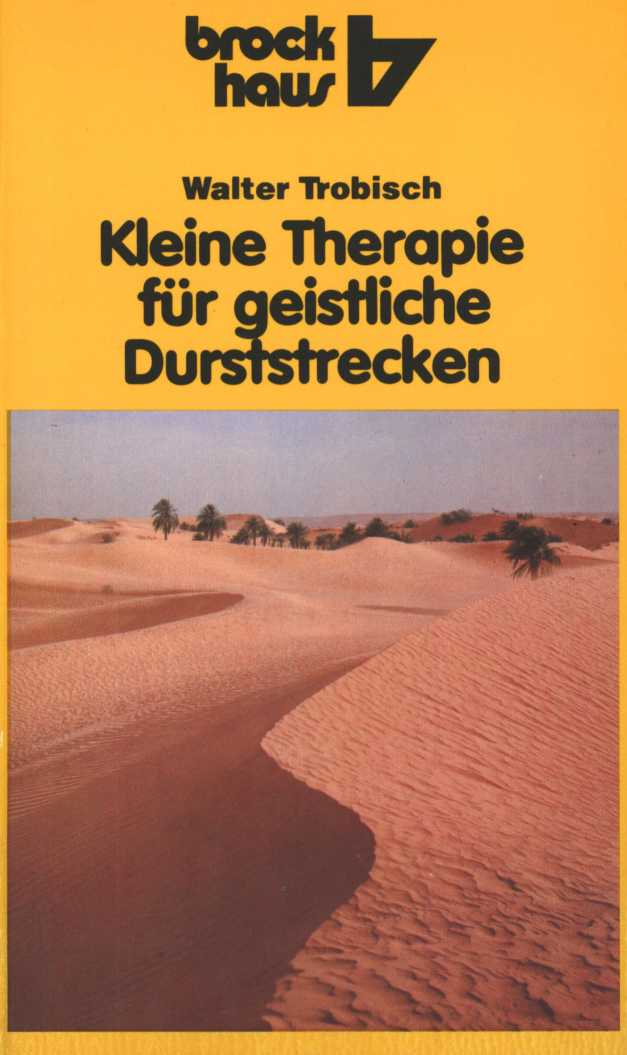 brock
haus
Walter Trobisch
Kleine Therapie
für geistliche
Durststrecken